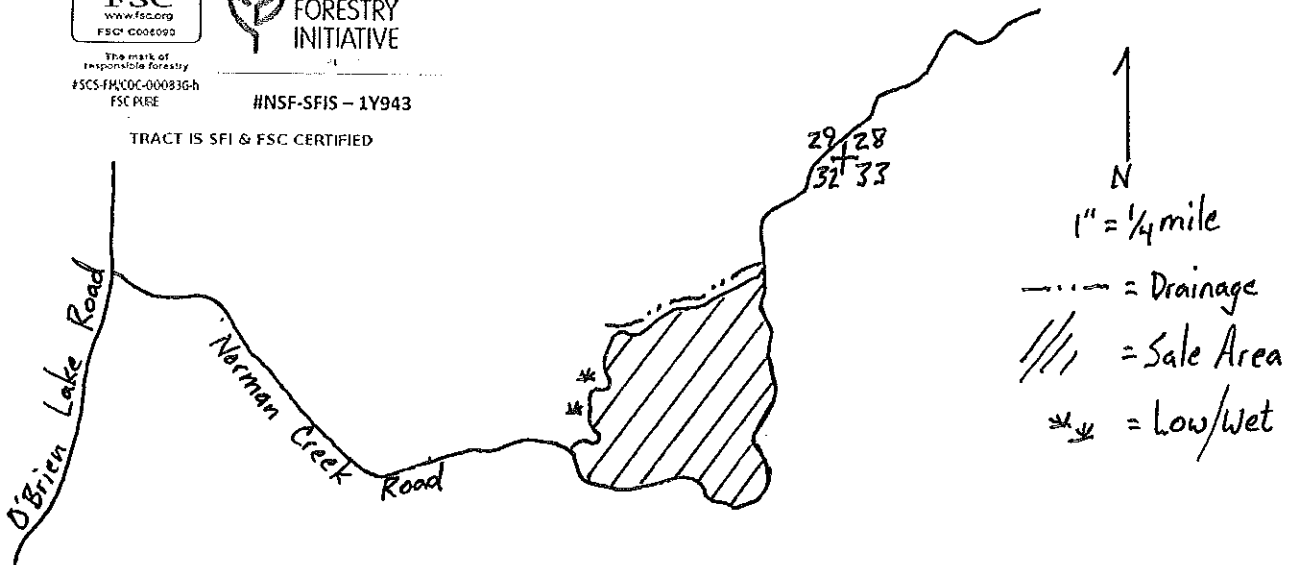 FSC
www.fsc.org
FSC® C006090
The mark of
responsible forestry
#SCS-FM/COC-00083G-h
FSC PURE
FORESTRY
INITIATIVE
#NSF-SFIS – 1Y943
TRACT IS SFI & FSC CERTIFIED
29 28
32 33
N
1" = 1/4 mile
= Drainage
= Sale Area
= Low/Wet
O'Brien Lake Road
Norman Creek Road